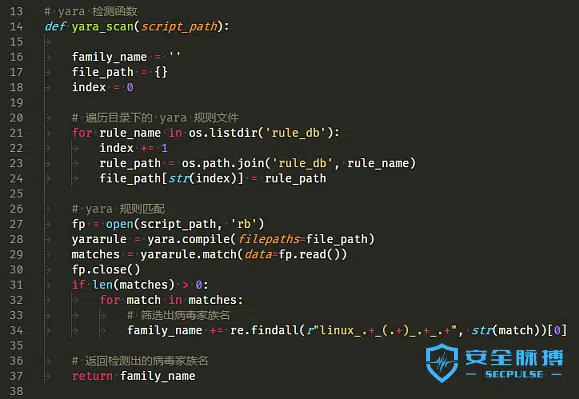 13 # yara 检测函数
14 def yara_scan(script_path):
15
16 family_name = ''
17 file_path = {}
18 index = 0
19
20 # 遍历目录下的 yara 规则文件
21 for rule_name in os.listdir('rule_db'):
22 index += 1
23 rule_path = os.path.join('rule_db', rule_name)
24 file_path[str(index)] = rule_path
25
26 # yara 规则匹配
27 fp = open(script_path, 'rb')
28 yararule = yara.compile(filepaths=file_path)
29 matches = yararule.match(data=fp.read())
30 fp.close()
31 if len(matches) > 0:
32 for match in matches:
33 # 筛选出病毒家族名
34 family_name += re.findall(r"linux_.+_(.+)_.+_.+", str(match))[0]
35
36 # 返回检测出的病毒家族名
37 return family_name
38
安全脉搏
SECPULSE